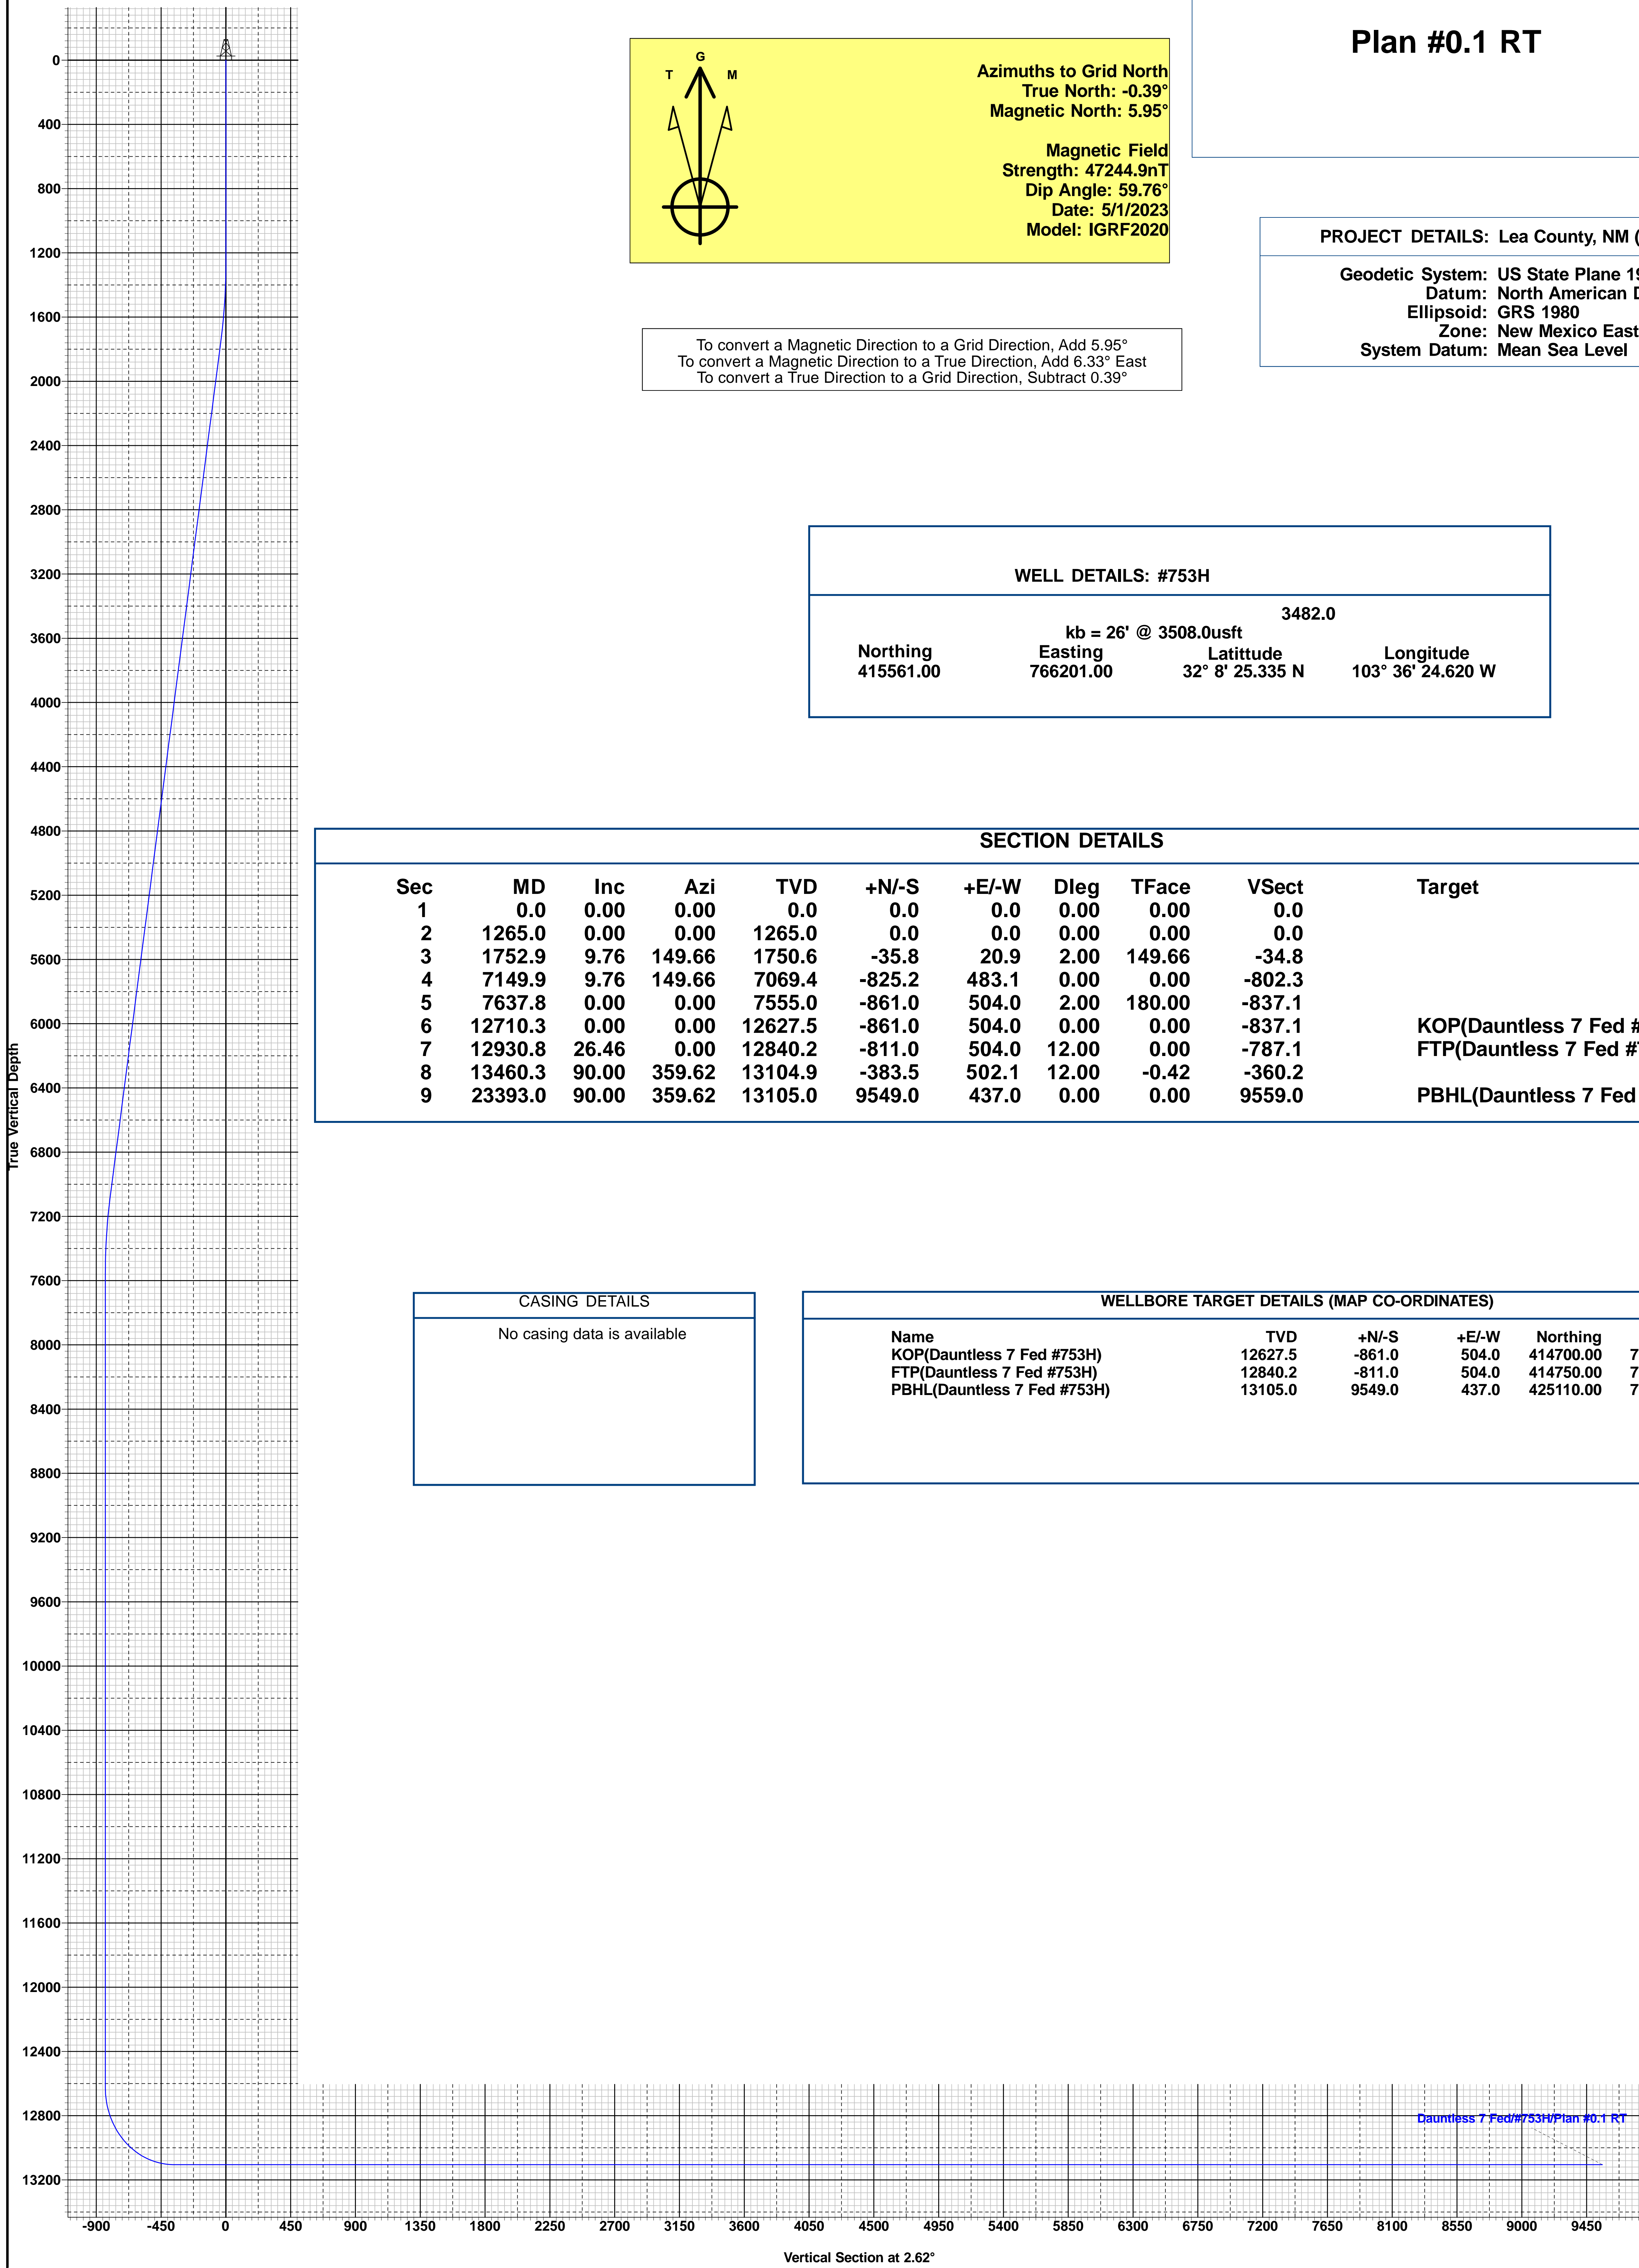 Plan #0.1 RT
G
T M
Azimuths to Grid North
True North: -0.39°
Magnetic North: 5.95°
Magnetic Field
Strength: 47244.9nT
Dip Angle: 59.76°
Date: 5/1/2023
Model: IGRF2020
PROJECT DETAILS: Lea County, NM (
Geodetic System: US State Plane 19
Datum: North American D
Ellipsoid: GRS 1980
Zone: New Mexico East
System Datum: Mean Sea Level
To convert a Magnetic Direction to a Grid Direction, Add 5.95°
To convert a Magnetic Direction to a True Direction, Add 6.33° East
To convert a True Direction to a Grid Direction, Subtract 0.39°
WELL DETAILS: #753H
3482.0
kb = 26' @ 3508.0usft
Northing Easting Latittude Longitude
415561.00 766201.00 32° 8' 25.335 N 103° 36' 24.620 W
SECTION DETAILS
Sec MD Inc Azi TVD +N/-S +E/-W Dleg TFace VSect Target
1 0.0 0.00 0.00 0.0 0.0 0.0 0.00 0.00 0.0
2 1265.0 0.00 0.00 1265.0 0.0 0.0 0.00 0.00 0.0
3 1752.9 9.76 149.66 1750.6 -35.8 20.9 2.00 149.66 -34.8
4 7149.9 9.76 149.66 7069.4 -825.2 483.1 0.00 0.00 -802.3
5 7637.8 0.00 0.00 7555.0 -861.0 504.0 2.00 180.00 -837.1
6 12710.3 0.00 0.00 12627.5 -861.0 504.0 0.00 0.00 -837.1 KOP(Dauntless 7 Fed #
7 12930.8 26.46 0.00 12840.2 -811.0 504.0 12.00 0.00 -787.1 FTP(Dauntless 7 Fed #
8 13460.3 90.00 359.62 13104.9 -383.5 502.1 12.00 -0.42 -360.2
9 23393.0 90.00 359.62 13105.0 9549.0 437.0 0.00 0.00 9559.0 PBHL(Dauntless 7 Fed
CASING DETAILS
No casing data is available
WELLBORE TARGET DETAILS (MAP CO-ORDINATES)
Name TVD +N/-S +E/-W Northing
KOP(Dauntless 7 Fed #753H) 12627.5 -861.0 504.0 414700.00 7
FTP(Dauntless 7 Fed #753H) 12840.2 -811.0 504.0 414750.00 7
PBHL(Dauntless 7 Fed #753H) 13105.0 9549.0 437.0 425110.00 7
True Vertical Depth
0
400
800
1200
1600
2000
2400
2800
3200
3600
4000
4400
4800
5200
5600
6000
6400
6800
7200
7600
8000
8400
8800
9200
9600
10000
10400
10800
11200
11600
12000
12400
12800
13200
Dauntless 7 Fed/#753H/Plan #0.1 RT
-900 -450 0 450 900 1350 1800 2250 2700 3150 3600 4050 4500 4950 5400 5850 6300 6750 7200 7650 8100 8550 9000 9450
Vertical Section at 2.62°